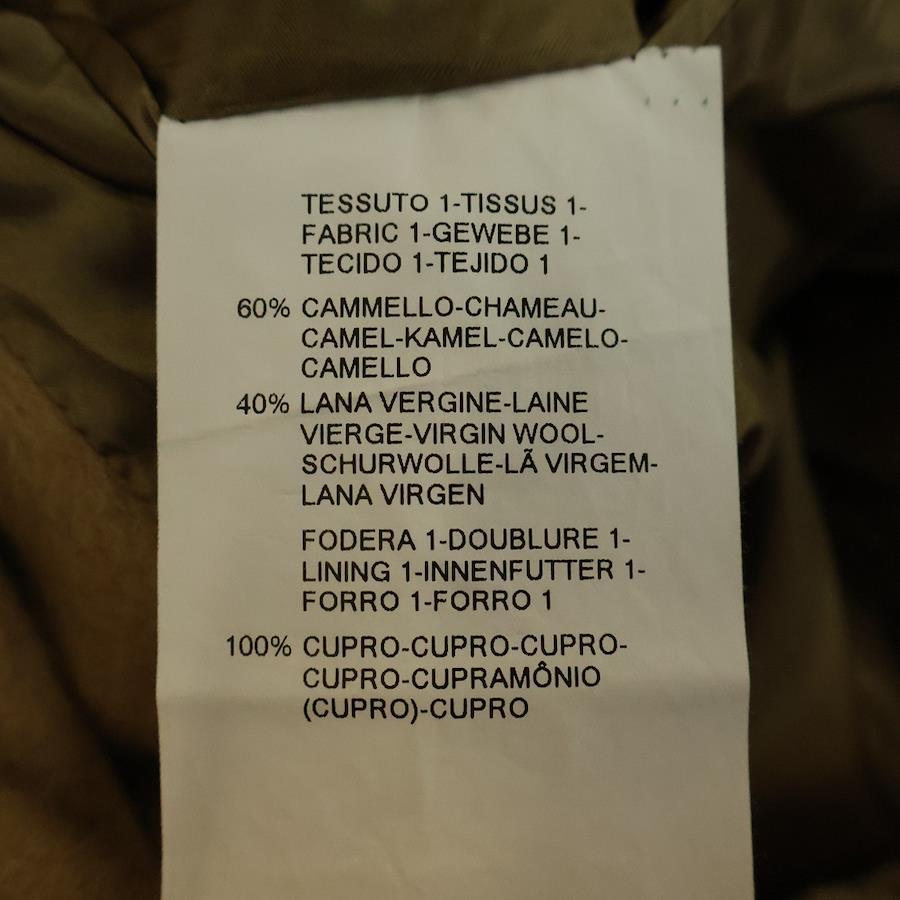 TESSUTO 1-TISSUS 1-
FABRIC 1-GEWEBE 1-
TECIDO 1-TEJIDO 1
60% CAMMELLO-CHAMEAU-
CAMEL-KAMEL-CAMELO-
CAMELLO
40% LANA VERGINE-LAINE
VIERGE-VIRGIN WOOL-
SCHURWOLLE-LÃ VIRGEM-
LANA VIRGEN
FODERA 1-DOUBLURE 1-
LINING 1-INNENFUTTER 1-
FORRO 1-FORRO 1
100% CUPRO-CUPRO-CUPRO-
CUPRO-CUPRAMÔNIO
(CUPRO)-CUPRO